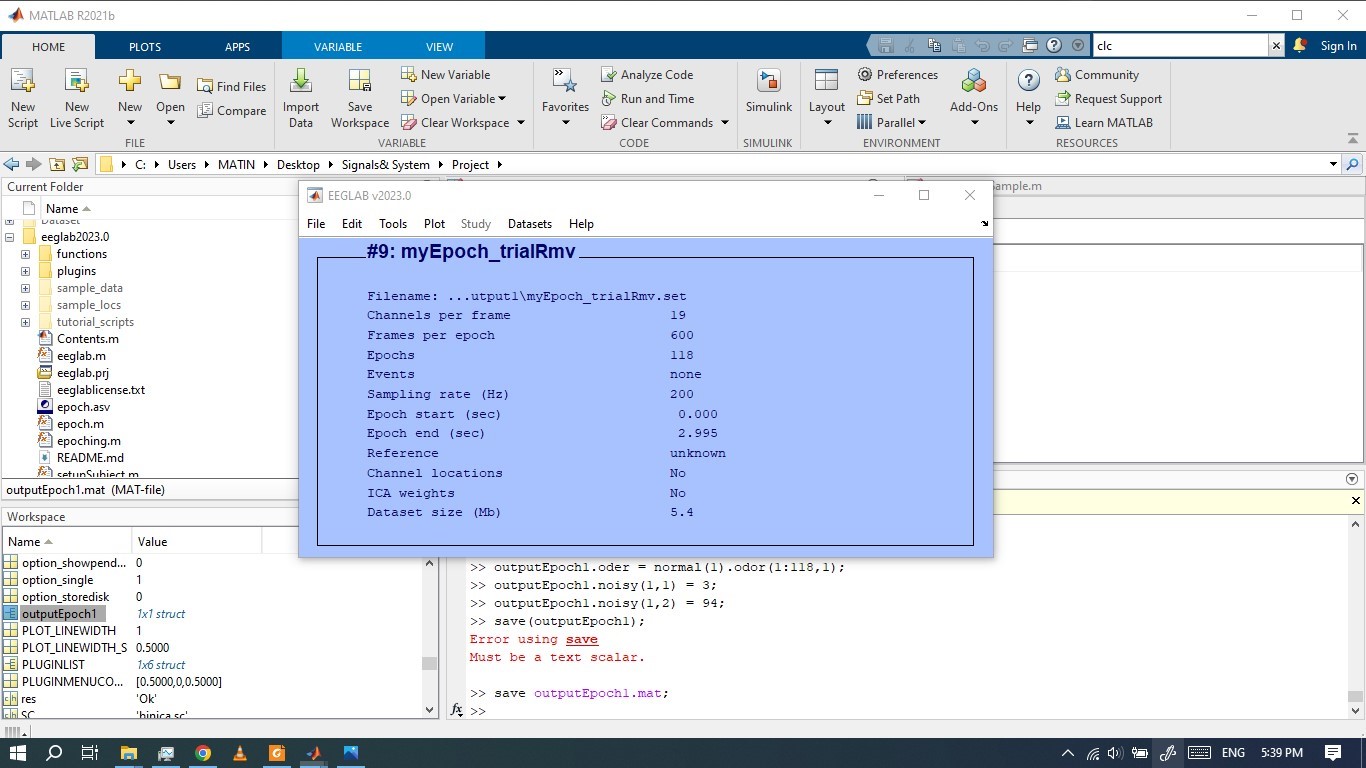 MATLAB R2021b
HOME PLOTS APPS VARIABLE VIEW clc Sign In
New Script
New Live Script
New
Open
Find Files
Compare
FILE
Import Data
Save Workspace
New Variable
Open Variable
Clear Workspace
VARIABLE
Favorites
Analyze Code
Run and Time
Clear Commands
CODE
Simulink
SIMULINK
Layout
Preferences
Set Path
Parallel
Add-Ons
ENVIRONMENT
Help
Community
Request Support
Learn MATLAB
RESOURCES
C: Users MATIN Desktop Signals& System Project
Current Folder
Name
Dataset
eeglab2023.0
functions
plugins
sample_data
sample_locs
tutorial_scripts
Contents.m
eeglab.m
eeglab.prj
eeglablicense.txt
epoch.asv
epoch.m
epoching.m
README.md
setupSubject.m
outputEpoch1.mat (MAT-file)
Workspace
Name Value
option_showpend... 0
option_single 1
option_storedisk 0
outputEpoch1 1x1 struct
PLOT_LINEWIDTH 1
PLOT_LINEWIDTH_S 0.5000
PLUGINLIST 1x6 struct
PLUGINMENUCO... [0.5000,0,0.5000]
res 'Ok'
SC 'binica.sc'
ample.m
EEGLAB v2023.0
File Edit Tools Plot Study Datasets Help
#9: myEpoch_trialRmv
Filename: ...utput1\myEpoch_trialRmv.set
Channels per frame 19
Frames per epoch 600
Epochs 118
Events none
Sampling rate (Hz) 200
Epoch start (sec) 0.000
Epoch end (sec) 2.995
Reference unknown
Channel locations No
ICA weights No
Dataset size (Mb) 5.4
>> outputEpoch1.oder = normal(1).odor(1:118,1);
>> outputEpoch1.noisy(1,1) = 3;
>> outputEpoch1.noisy(1,2) = 94;
>> save(outputEpoch1);
Error using save
Must be a text scalar.
>> save outputEpoch1.mat;
fx >>
ENG 5:39 PM